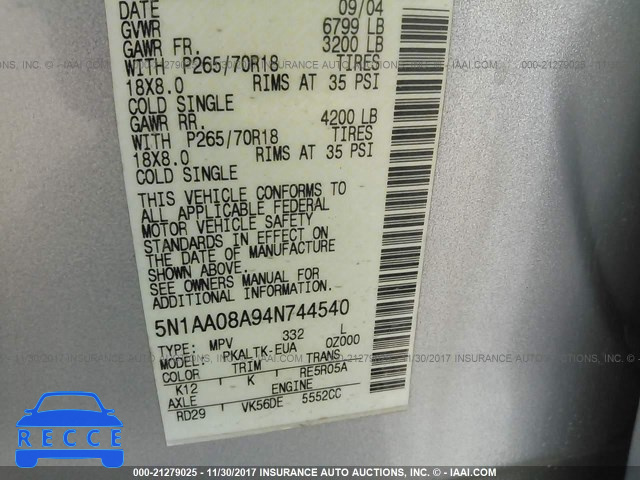 DATE 09/04
GVWR 6799 LB
GAWR FR. 3200 LB
WITH P265/70R18 TIRES
18X8.0 RIMS AT 35 PSI
COLD SINGLE
GAWR RR. 4200 LB
WITH P265/70R18 TIRES
18X8.0 RIMS AT 35 PSI
COLD SINGLE
THIS VEHICLE CONFORMS TO
ALL APPLICABLE FEDERAL
MOTOR VEHICLE SAFETY
STANDARDS IN EFFECT ON
THE DATE OF MANUFACTURE
SHOWN ABOVE.
SEE OWNERS MANUAL FOR
ADDITIONAL INFORMATION
5N1AA08A94N744540
TYPE: MPV 332 L
MODEL: PKALTK-EUA 0Z000
COLOR TRIM TRANS
K12 K RE5R05A
AXLE ENGINE
RD29 VK56DE 5552CC
RECCE
000-21279025 - 11/30/2017 INSURANCE AUTO AUCTIONS, INC. - IAAI.COM